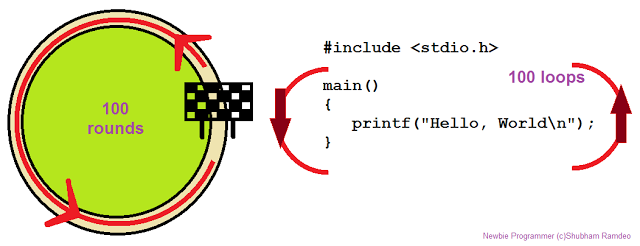 100
rounds
#include <stdio.h>
100 loops
main()
{
printf("Hello, World\n");
}
Newbie Programmer (c)Shubham Ramdeo